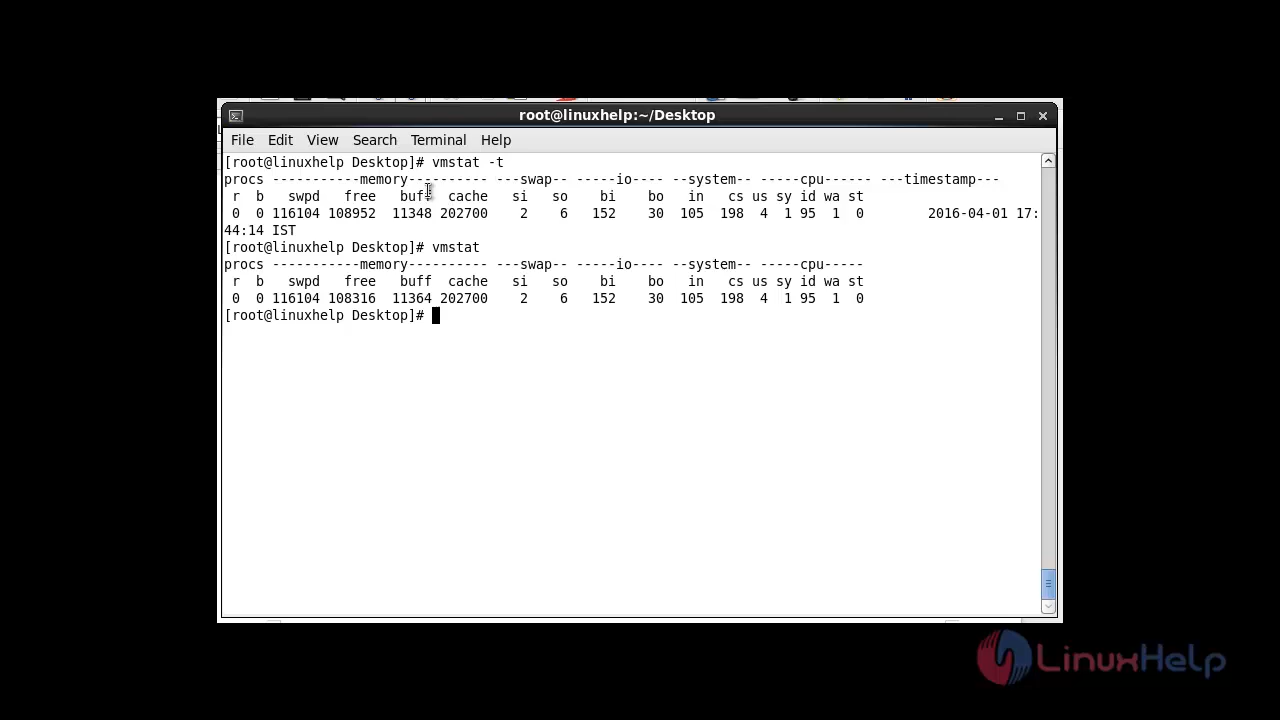 root@linuxhelp:~/Desktop
File Edit View Search Terminal Help
[root@linuxhelp Desktop]# vmstat -t
procs -----------memory---------- ---swap-- -----io---- --system-- -----cpu------ ---timestamp---
 r  b   swpd   free   buff  cache   si   so    bi    bo   in   cs us sy id wa st
 0  0 116104 108952  11348 202700    2    6   152    30  105  198  4  1 95  1  0        2016-04-01 17:
44:14 IST
[root@linuxhelp Desktop]# vmstat
procs -----------memory---------- ---swap-- -----io---- --system-- -----cpu-----
 r  b   swpd   free   buff  cache   si   so    bi    bo   in   cs us sy id wa st
 0  0 116104 108316  11364 202700    2    6   152    30  105  198  4  1 95  1  0
[root@linuxhelp Desktop]#
LinuxHelp